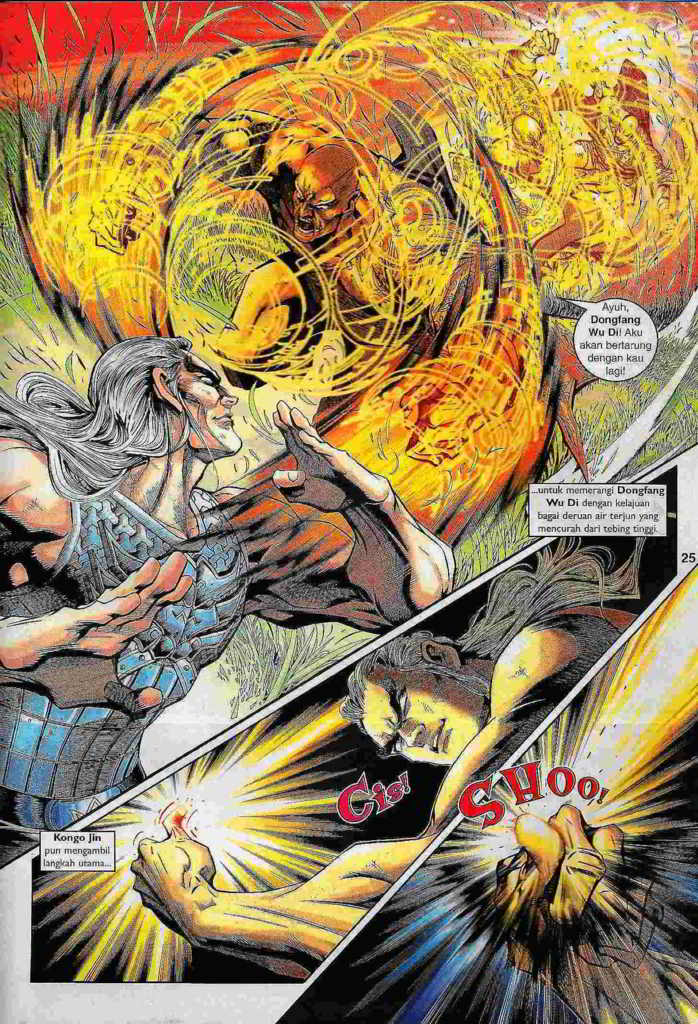 Ayuh,
Dongfang
Wu Di! Aku
akan bertarung
dengan kau
lagi!
...untuk memerangi Dongfang
Wu Di dengan kelajuan
bagai deruan air terjun yang
mencurah dari tebing tinggi.
25
Cis!
SHOO!
Kongo Jin
pun mengambil
langkah utama...